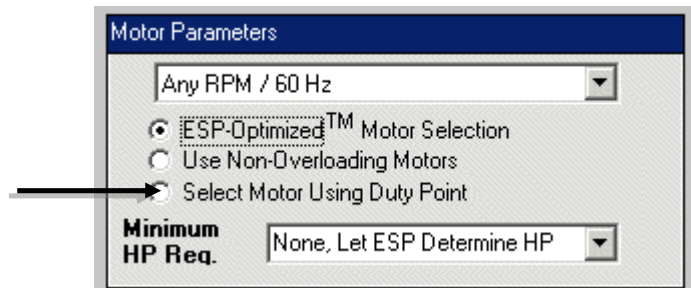 Motor Parameters
Any RPM / 60 Hz
ESP-Optimized™ Motor Selection
Use Non-Overloading Motors
Select Motor Using Duty Point
Minimum
HP Req.
None, Let ESP Determine HP